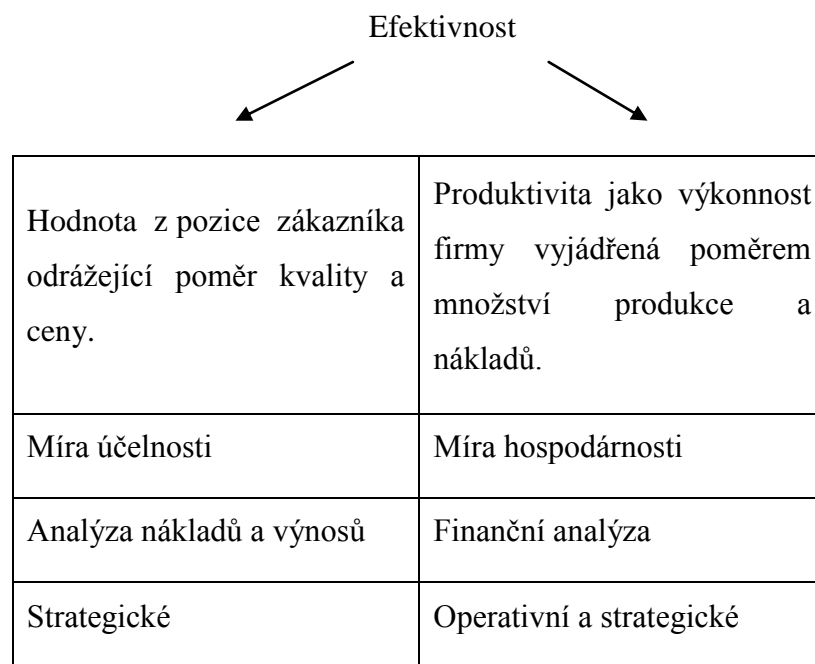 Efektivnost
Hodnota z pozice zákazníka
odrážející poměr kvality a
ceny.
Produktivita jako výkonnost
firmy vyjádřená poměrem
množství produkce a
nákladů.
Míra účelnosti
Míra hospodárnosti
Analýza nákladů a výnosů
Finanční analýza
Strategické
Operativní a strategické